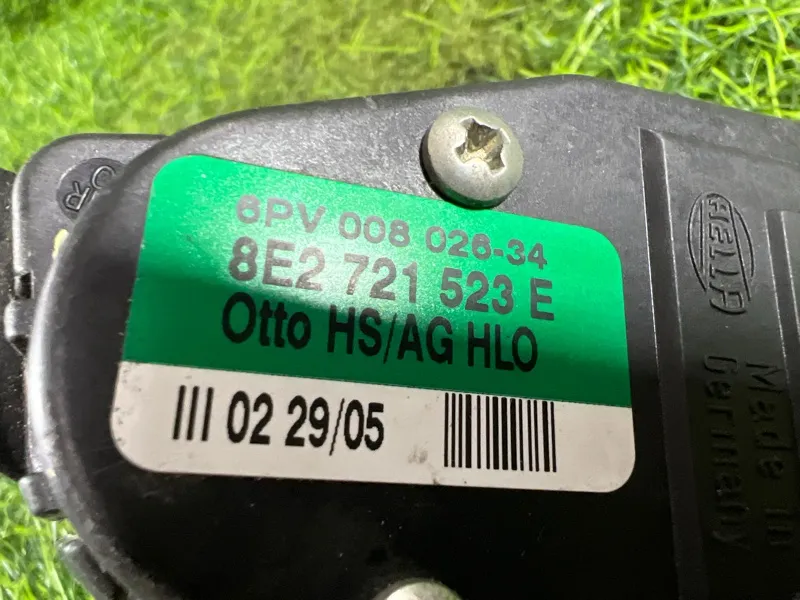 6PV 008 026-34
8E2 721 523 E
Otto HS/AG HLO
III 02 29/05
HELLA
Made in
Germany